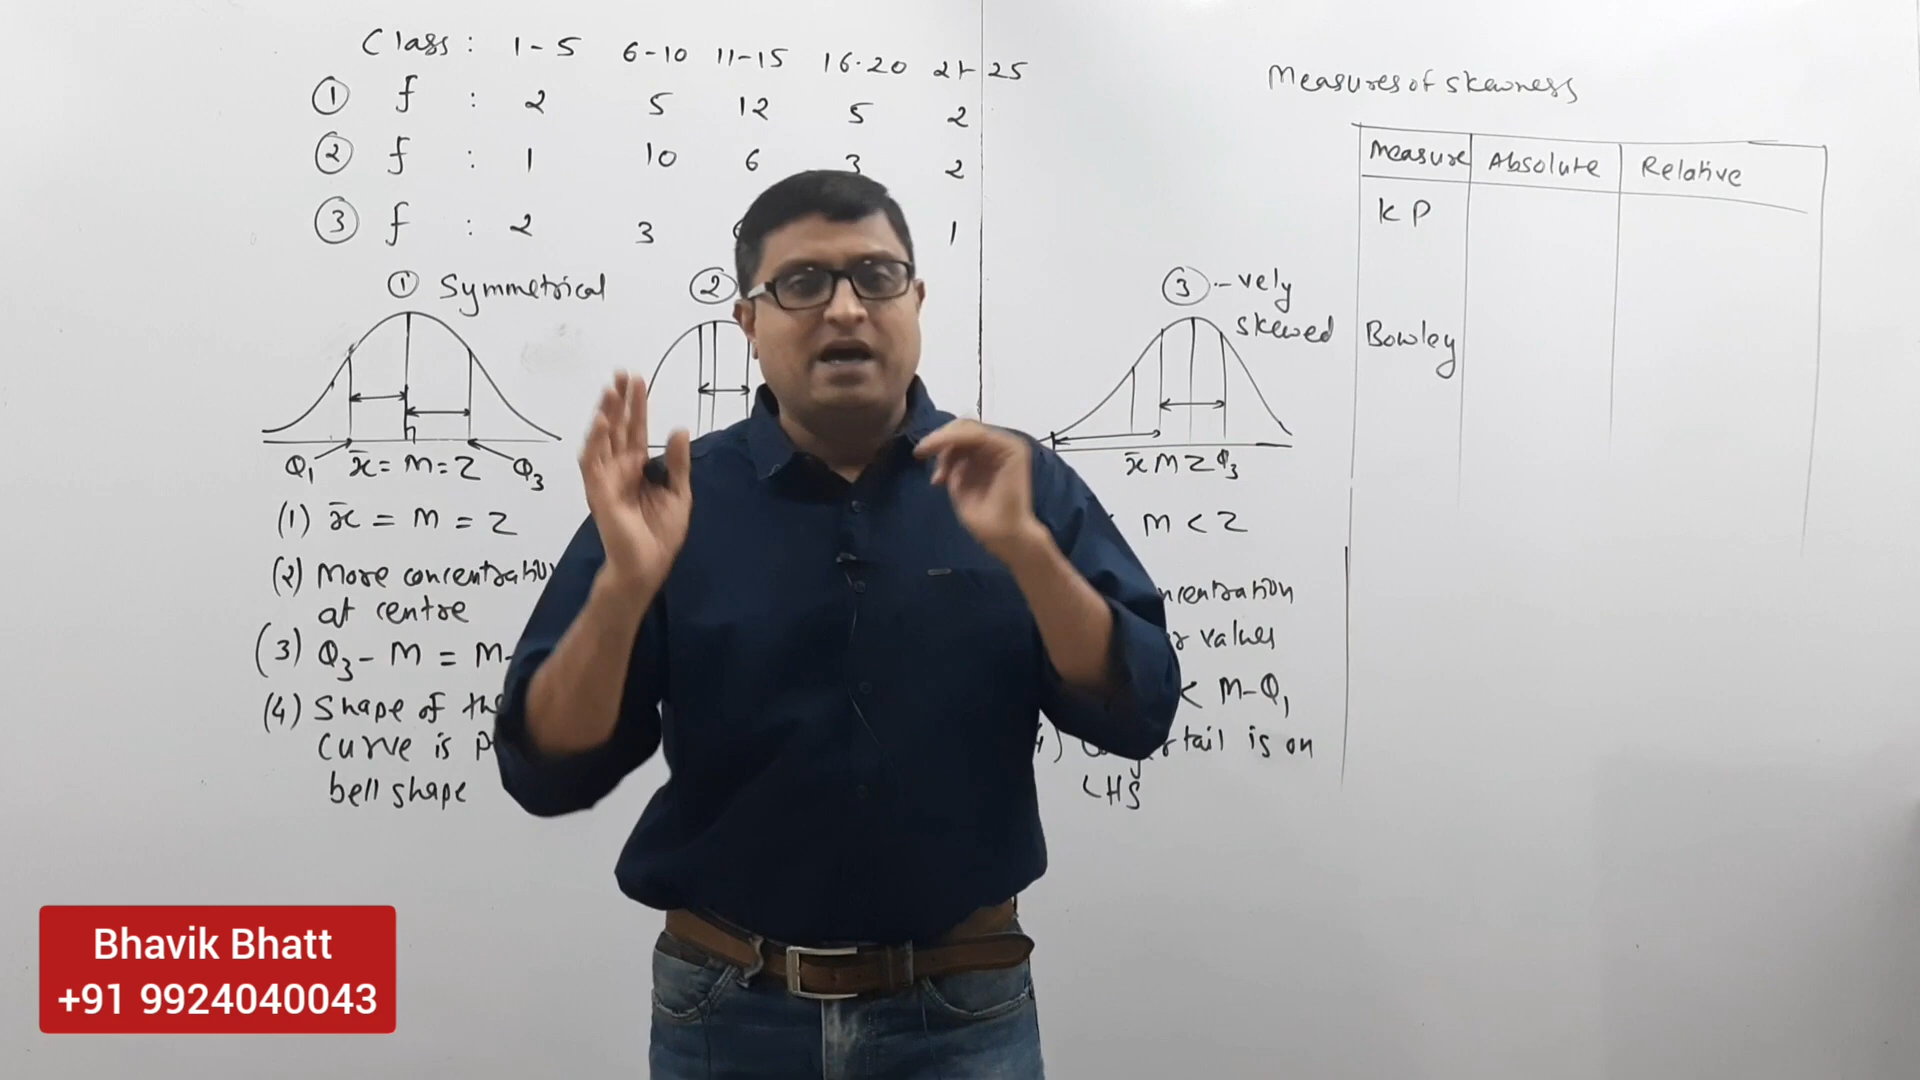 Class : 1-5 6-10 11-15 16-20 21-25
① f : 2 5 12 5 2
② f : 1 10 6 3 2
③ f : 2 3 1
① Symmetrical
Q₁ x̄ = M = Z Q₃
(1) x̄ = M = Z
(2) More concentration
at centre
(3) Q₃ - M = M-
(4) Shape of the
curve is
bell shape
②
③ -vely
skewed
x̄ M Z Q₃
M < Z
values
< M-Q₁
tail is on
LHS
Measures of skewness
Measure Absolute Relative
KP
Bowley
Bhavik Bhatt
+91 9924040043